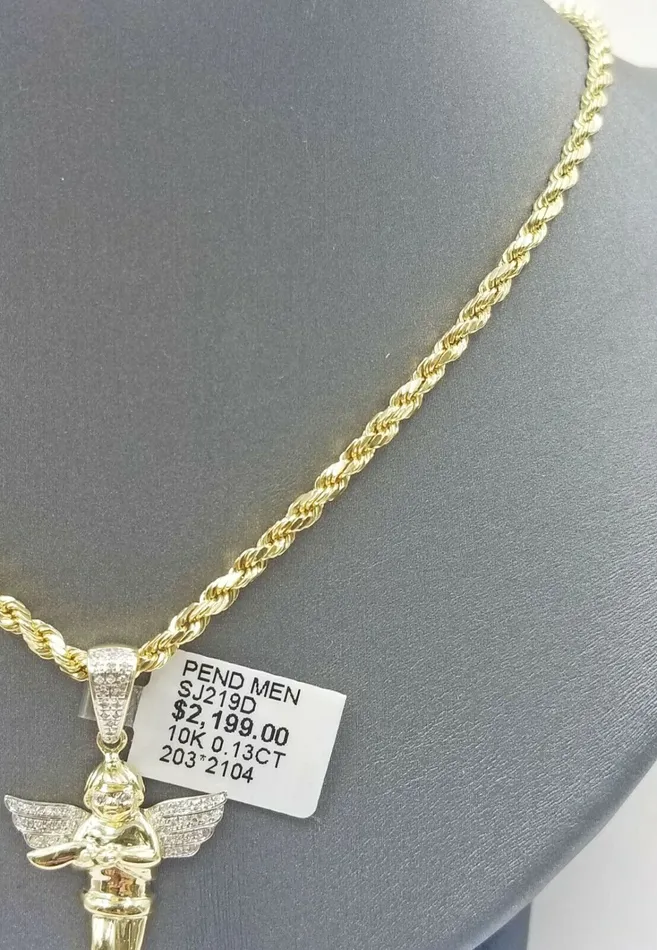 PEND MEN
SJ219D
$2,199.00
10K 0.13CT
203*2104